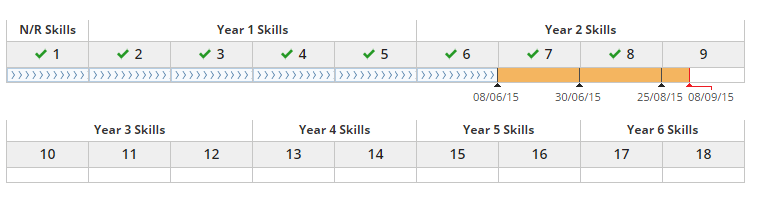 N/R Skills Year 1 Skills Year 2 Skills
1 2 3 4 5 6 7 8 9
08/06/15 30/06/15 25/08/15 08/09/15
Year 3 Skills Year 4 Skills Year 5 Skills Year 6 Skills
10 11 12 13 14 15 16 17 18